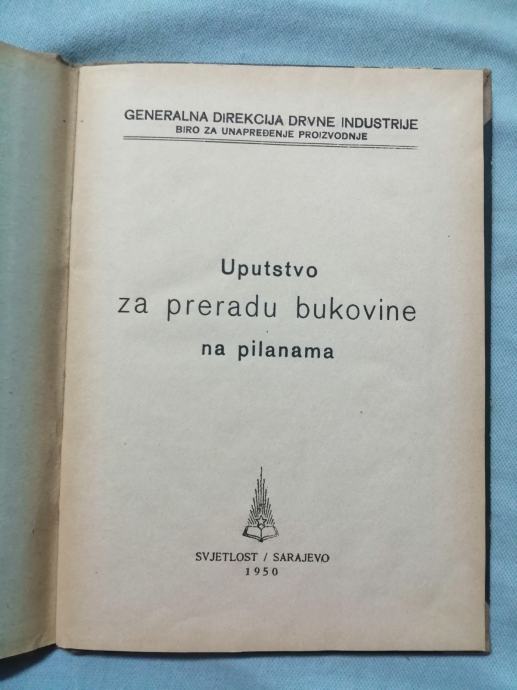 GENERALNA DIREKCIJA DRVNE INDUSTRIJE
BIRO ZA UNAPREĐENJE PROIZVODNJE
Uputstvo
za preradu bukovine
na pilanama
SVJETLOST / SARAJEVO
1950